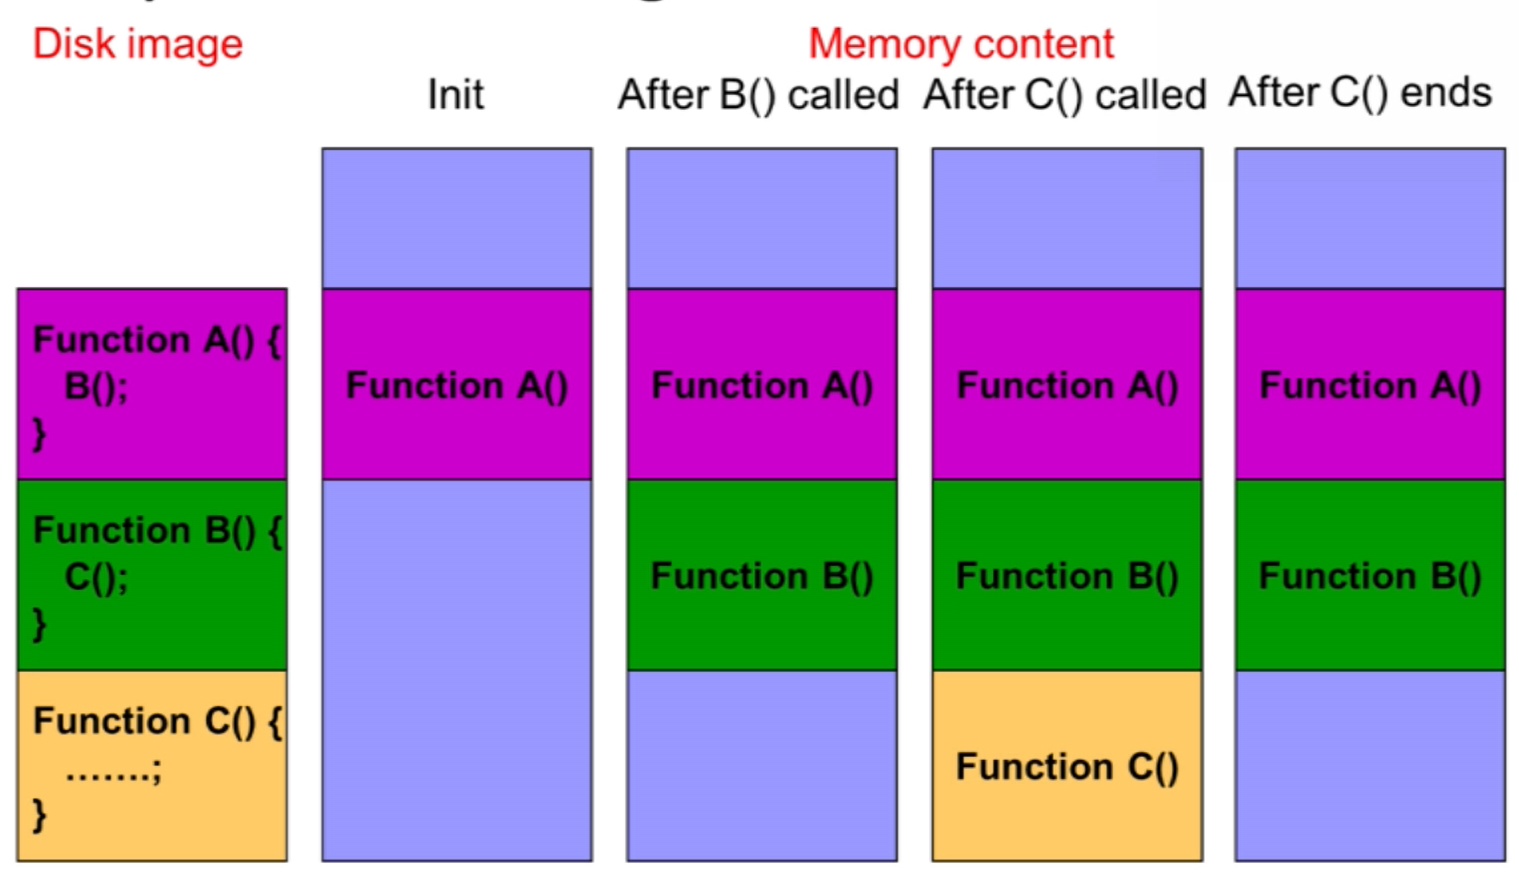 Disk image
Memory content
Init
After B() called
After C() called
After C() ends
Function A() {
B();
}
Function A()
Function A()
Function A()
Function A()
Function B() {
C();
}
Function B()
Function B()
Function B()
Function C() {
.......;
}
Function C()